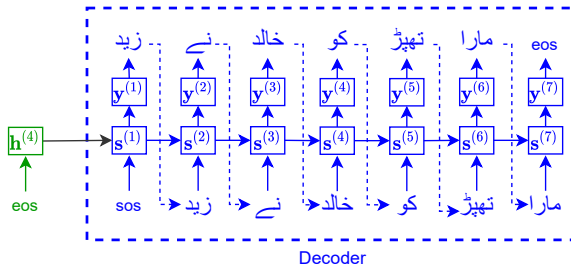 زید نے خالد کو تھپڑ مارا eos
y(1) y(2) y(3) y(4) y(5) y(6) y(7)
h(4) s(1) s(2) s(3) s(4) s(5) s(6) s(7)
eos sos زید نے خالد کو تھپڑ مارا
Decoder